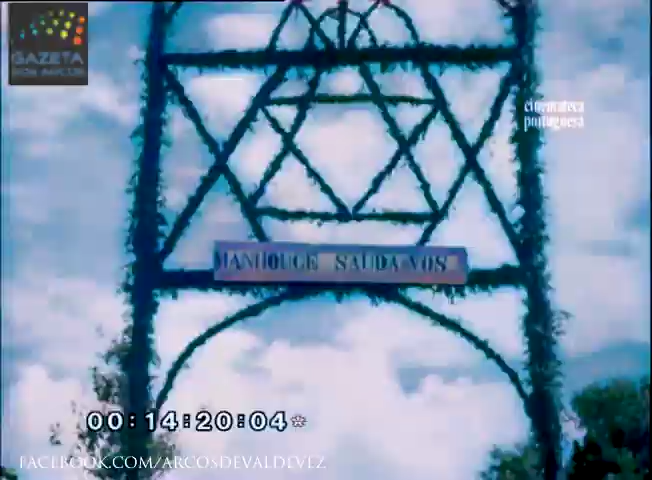 GAZETA
DOS ARCOS
cinemateca
portuguesa
MANHOUCE SAUDA-VOS
00:14:20:04*
FACEBOOK.COM/ARCOSDEVALDEVEZ